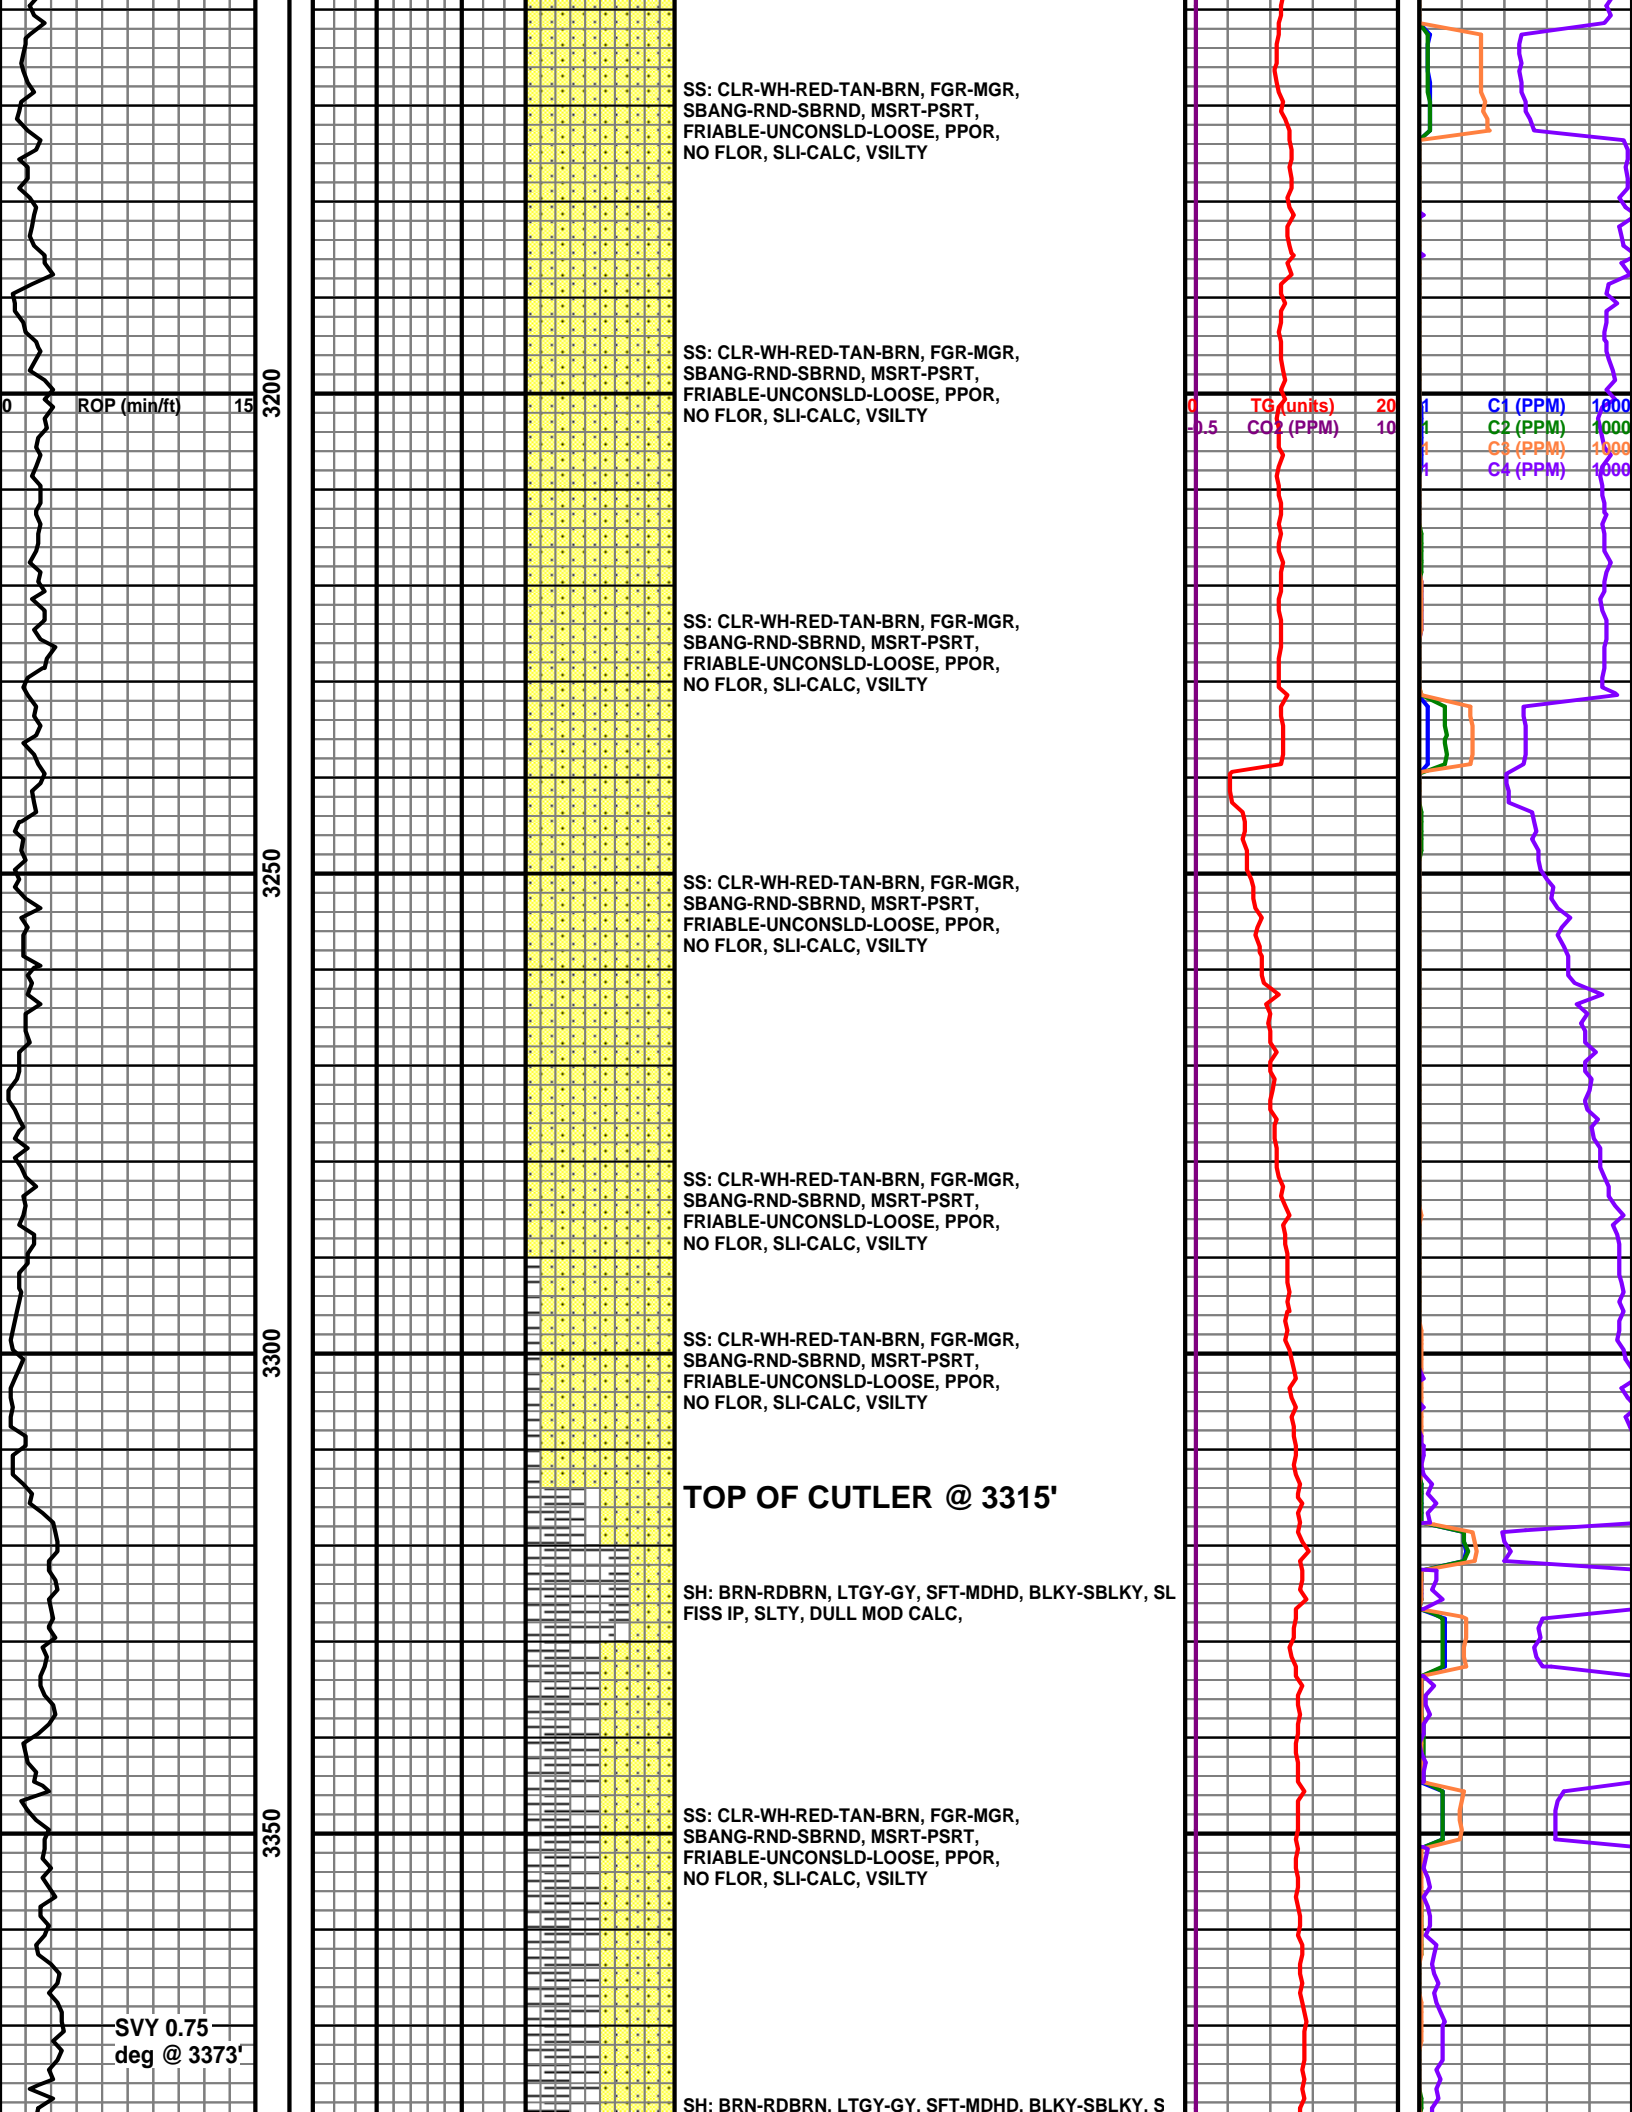 SS: CLR-WH-RED-TAN-BRN, FGR-MGR,
SBANG-RND-SBRND, MSRT-PSRT,
FRIABLE-UNCONSLD-LOOSE, PPOR,
NO FLOR, SLI-CALC, VSILTY
SS: CLR-WH-RED-TAN-BRN, FGR-MGR,
SBANG-RND-SBRND, MSRT-PSRT,
FRIABLE-UNCONSLD-LOOSE, PPOR,
NO FLOR, SLI-CALC, VSILTY
3200
0 ROP (min/ft) 15
0 TG (units) 20
-0.5 CO2 (PPM) 10
1 C1 (PPM) 1000
1 C2 (PPM) 1000
1 C3 (PPM) 1000
1 C4 (PPM) 1000
SS: CLR-WH-RED-TAN-BRN, FGR-MGR,
SBANG-RND-SBRND, MSRT-PSRT,
FRIABLE-UNCONSLD-LOOSE, PPOR,
NO FLOR, SLI-CALC, VSILTY
3250
SS: CLR-WH-RED-TAN-BRN, FGR-MGR,
SBANG-RND-SBRND, MSRT-PSRT,
FRIABLE-UNCONSLD-LOOSE, PPOR,
NO FLOR, SLI-CALC, VSILTY
SS: CLR-WH-RED-TAN-BRN, FGR-MGR,
SBANG-RND-SBRND, MSRT-PSRT,
FRIABLE-UNCONSLD-LOOSE, PPOR,
NO FLOR, SLI-CALC, VSILTY
3300
SS: CLR-WH-RED-TAN-BRN, FGR-MGR,
SBANG-RND-SBRND, MSRT-PSRT,
FRIABLE-UNCONSLD-LOOSE, PPOR,
NO FLOR, SLI-CALC, VSILTY
TOP OF CUTLER @ 3315'
SH: BRN-RDBRN, LTGY-GY, SFT-MDHD, BLKY-SBLKY, SL
FISS IP, SLTY, DULL MOD CALC,
3350
SS: CLR-WH-RED-TAN-BRN, FGR-MGR,
SBANG-RND-SBRND, MSRT-PSRT,
FRIABLE-UNCONSLD-LOOSE, PPOR,
NO FLOR, SLI-CALC, VSILTY
SVY 0.75
deg @ 3373'
SH: BRN-RDBRN, LTGY-GY, SFT-MDHD, BLKY-SBLKY, S